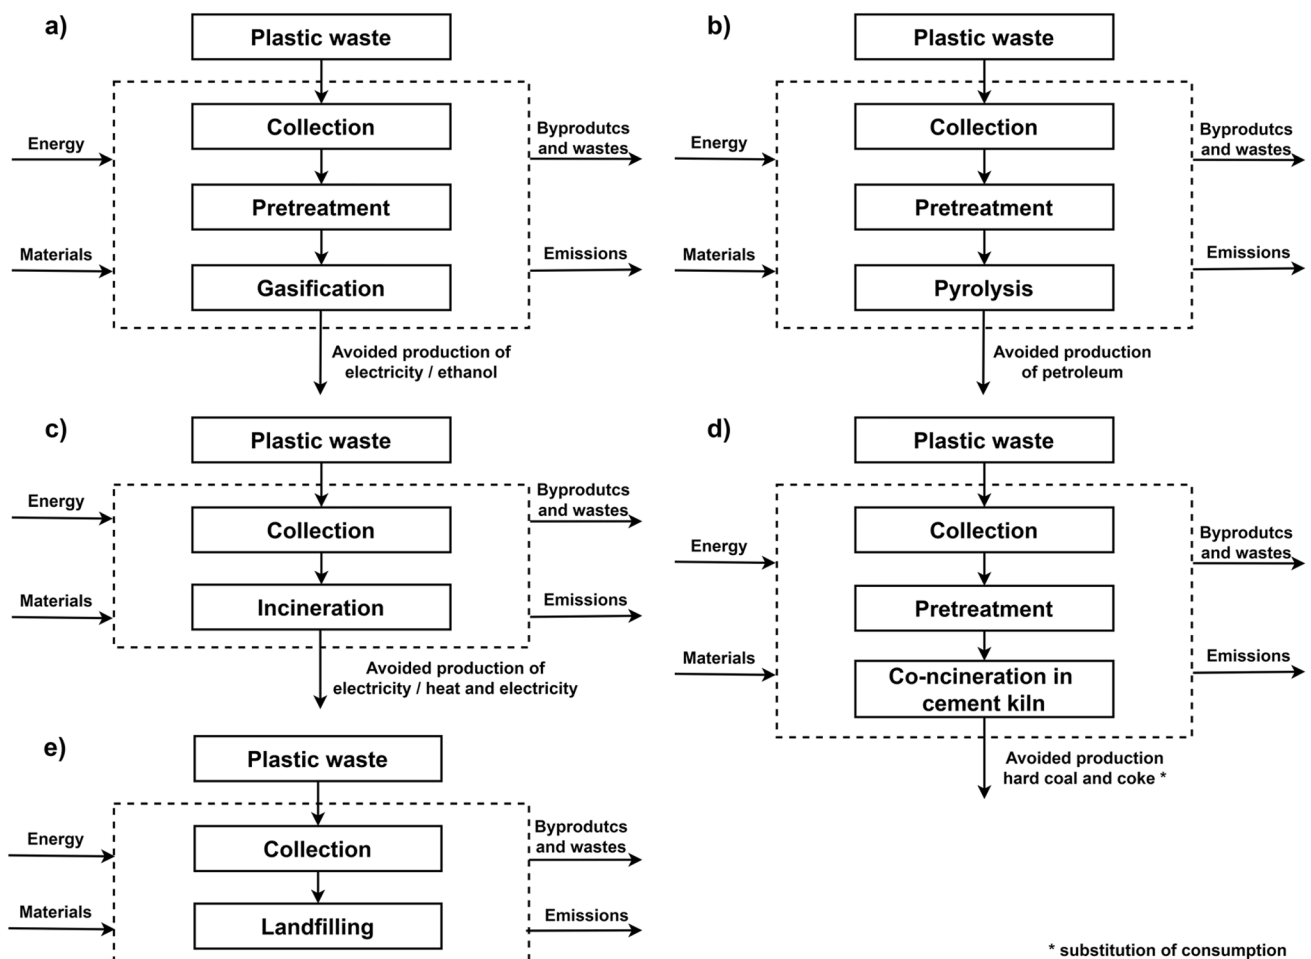 a)
Plastic waste
Collection
Energy
Byprodutcs
and wastes
Pretreatment
Materials
Emissions
Gasification
Avoided production of
electricity / ethanol
b)
Plastic waste
Collection
Energy
Byprodutcs
and wastes
Pretreatment
Materials
Emissions
Pyrolysis
Avoided production
of petroleum
c)
Plastic waste
Energy
Byprodutcs
and wastes
Collection
Materials
Emissions
Incineration
Avoided production of
electricity / heat and electricity
d)
Plastic waste
Collection
Energy
Byprodutcs
and wastes
Pretreatment
Materials
Emissions
Co-ncineration in
cement kiln
Avoided production
hard coal and coke *
e)
Plastic waste
Energy
Byprodutcs
and wastes
Collection
Materials
Emissions
Landfilling
* substitution of consumption